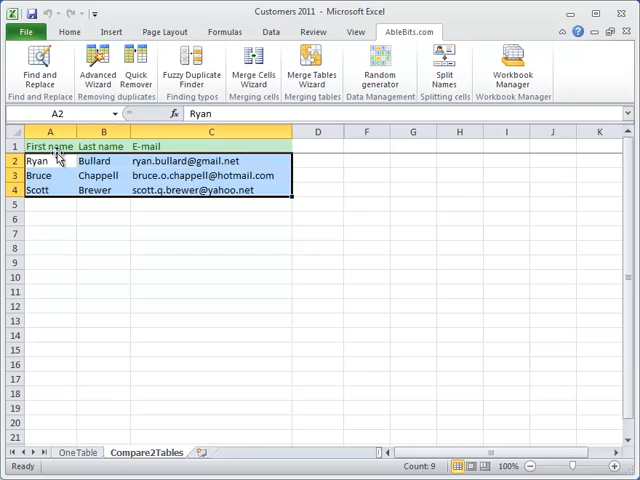 Customers 2011 - Microsoft Excel
File Home Insert Page Layout Formulas Data Review View AbleBits.com
Find and Replace
Advanced Wizard
Quick Remover
Fuzzy Duplicate Finder
Merge Cells Wizard
Merge Tables Wizard
Random generator
Split Names
Workbook Manager
Find and Replace Removing duplicates Finding typos Merging cells Merging tables Data Management Splitting cells Workbook Manager
A2 fx Ryan
A B C D E F G H I J K
1 First name Last name E-mail
2 Ryan Bullard ryan.bullard@gmail.net
3 Bruce Chappell bruce.o.chappell@hotmail.com
4 Scott Brewer scott.q.brewer@yahoo.net
5
6
7
8
9
10
11
12
13
14
15
16
17
18
19
20
21
OneTable Compare2Tables
Ready Count: 9 100%